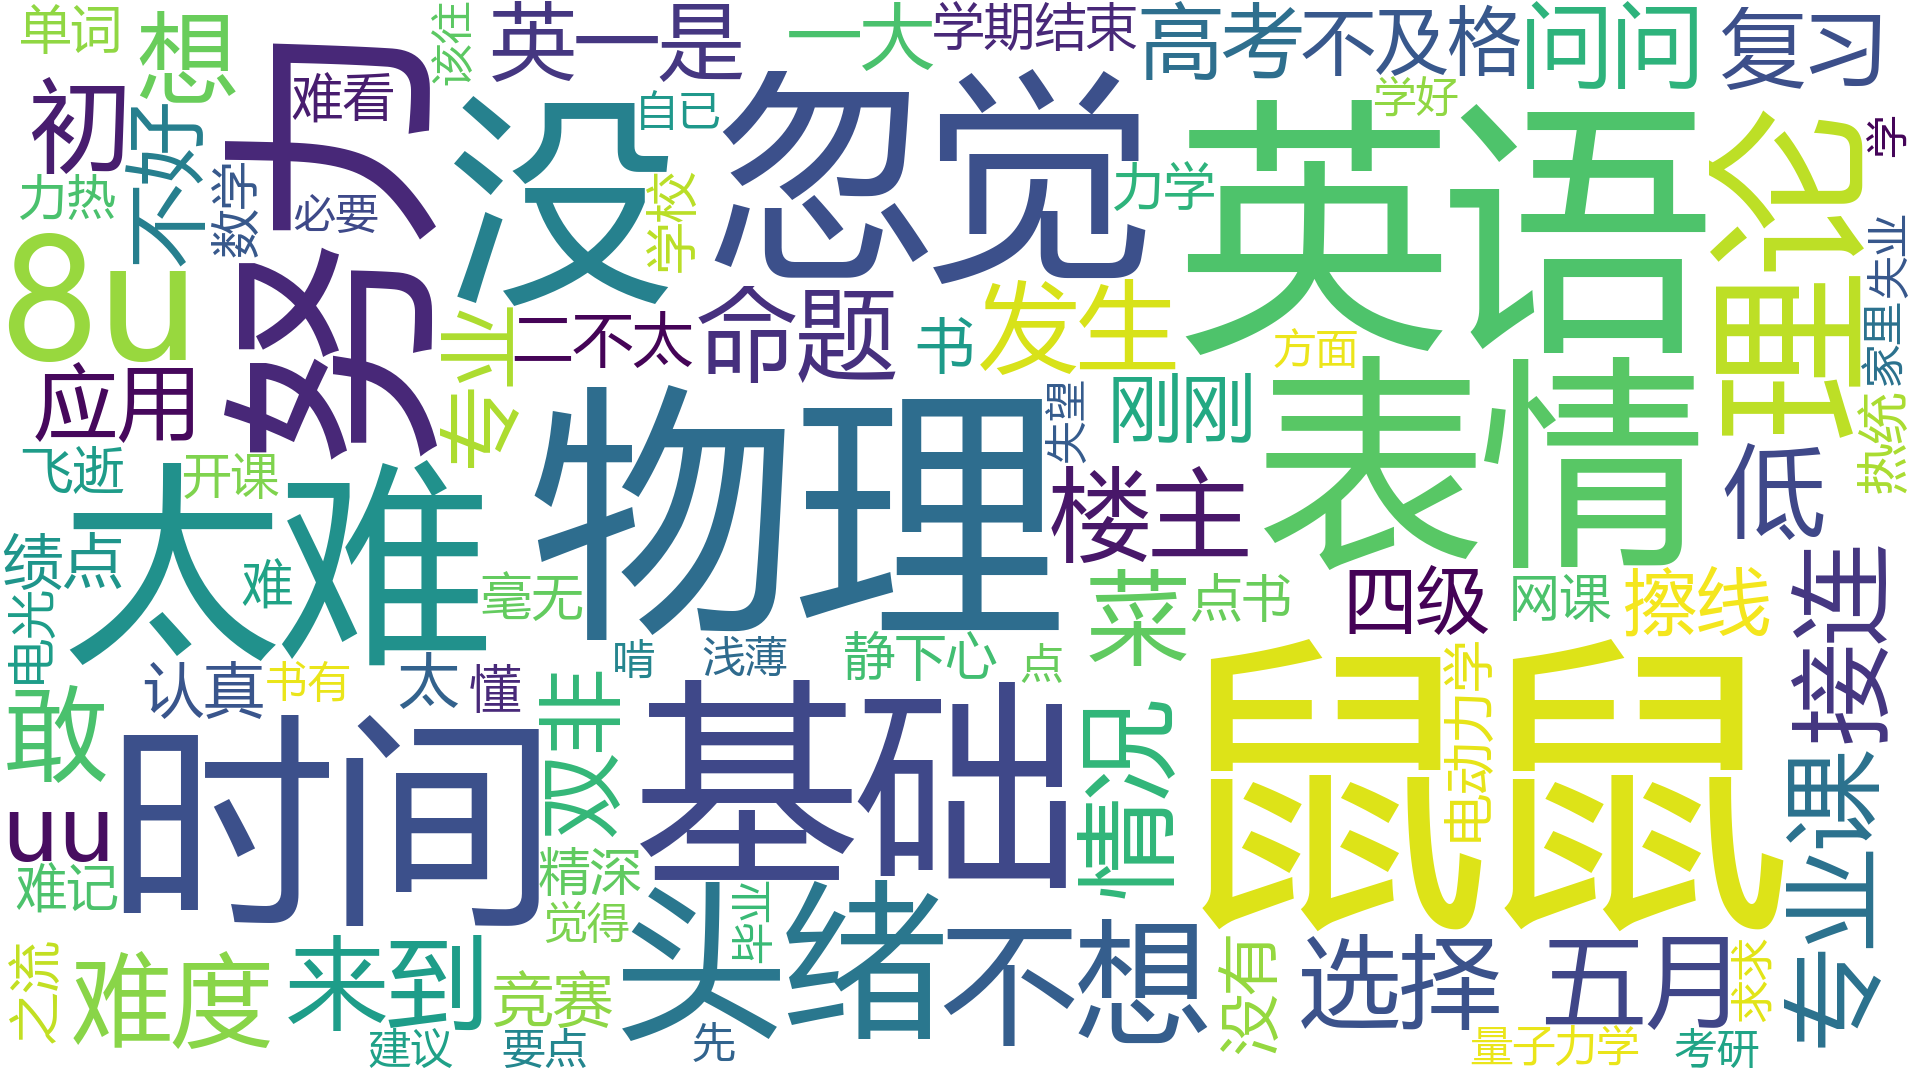 单词
想
努力
难看
该往
英一是
一大
学期结束
高考不及格
问问
复习
初
不好
没
自已
忽觉
学好
英语
理论
学
力热
数学
必要
学校
力学
家里失业
8u
专业
二不太
命题
书
发生
方面
应用
物理
失望
刚刚
表情
低
热统
飞逝
开课
太难
楼主
绩点
难
毫无
菜
点书
四级
网课
擦线
接连
电光
认真
书有
太
懂
啃
浅薄
静下心
点
敢
时间
双非
基础
情况
鼠鼠
电动力学
专业课
uu
难记
精深
觉得
毕业
头绪
不想
没有
选择
五月
求求
之流
难度
来到
竞赛
建议
要点
先
量子力学
考研